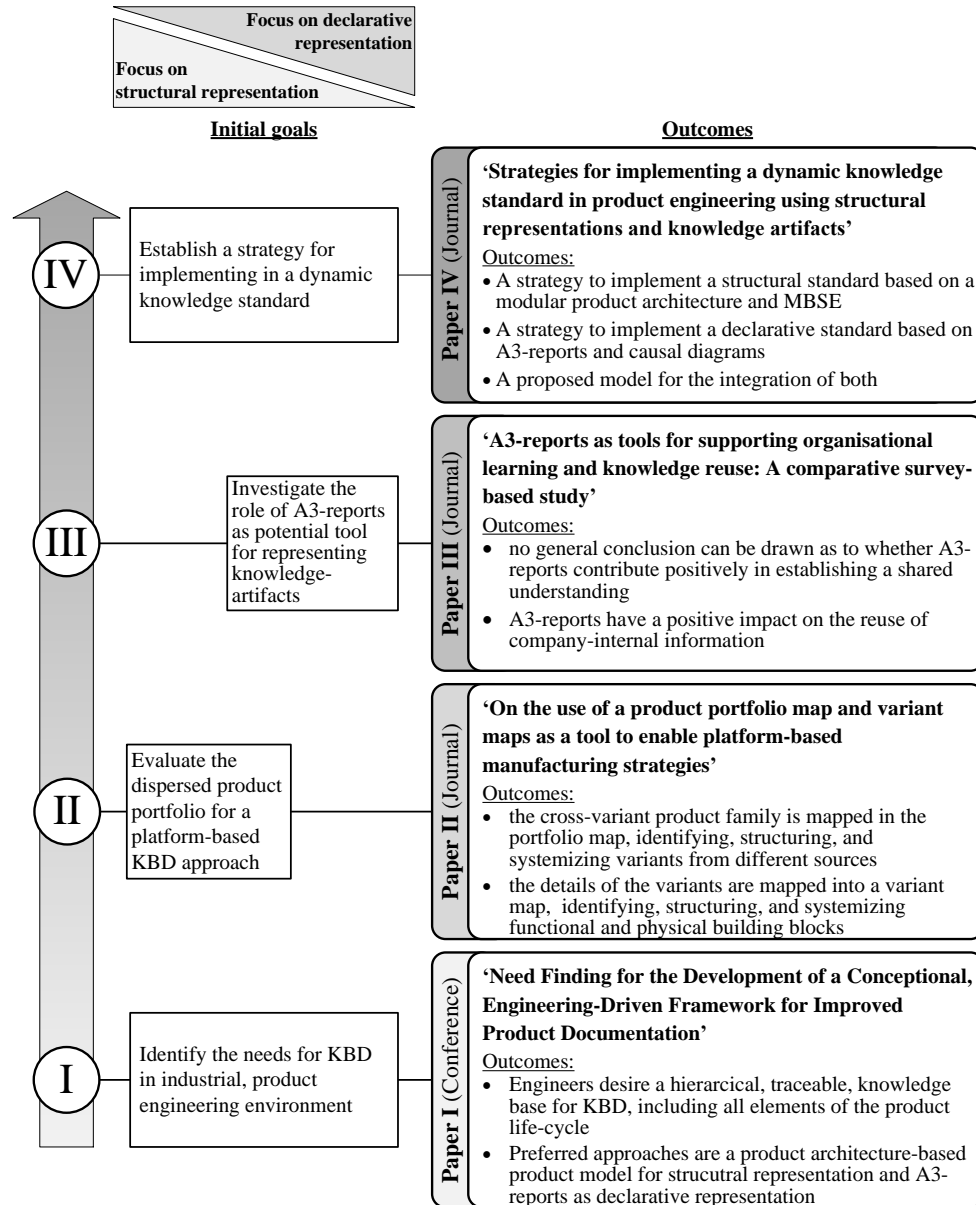 Focus on declarative
representation
Focus on
structural representation
Initial goals
Outcomes
IV
Establish a strategy for
implementing in a dynamic
knowledge standard
Paper IV (Journal)
‘Strategies for implementing a dynamic knowledge
standard in product engineering using structural
representations and knowledge artifacts’
Outcomes:
• A strategy to implement a structural standard based on a
modular product architecture and MBSE
• A strategy to implement a declarative standard based on
A3-reports and causal diagrams
• A proposed model for the integration of both
III
Investigate the
role of A3-reports
as potential tool
for representing
knowledge-
artifacts
Paper III (Journal)
‘A3-reports as tools for supporting organisational
learning and knowledge reuse: A comparative survey-
based study’
Outcomes:
• no general conclusion can be drawn as to whether A3-
reports contribute positively in establishing a shared
understanding
• A3-reports have a positive impact on the reuse of
company-internal information
II
Evaluate the
dispersed product
portfolio for a
platform-based
KBD approach
Paper II (Journal)
‘On the use of a product portfolio map and variant
maps as a tool to enable platform-based
manufacturing strategies’
Outcomes:
• the cross-variant product family is mapped in the
portfolio map, identifying, structuring, and
systemizing variants from different sources
• the details of the variants are mapped into a variant
map, identifying, structuring, and systemizing
functional and physical building blocks
I
Identify the needs for KBD
in industrial, product
engineering environment
Paper I (Conference)
‘Need Finding for the Development of a Conceptual,
Engineering-Driven Framework for Improved
Product Documentation’
Outcomes:
• Engineers desire a hierarcical, traceable, knowledge
base for KBD, including all elements of the product
life-cycle
• Preferred approaches are a product architecture-based
product model for strucutral representation and A3-
reports as declarative representation